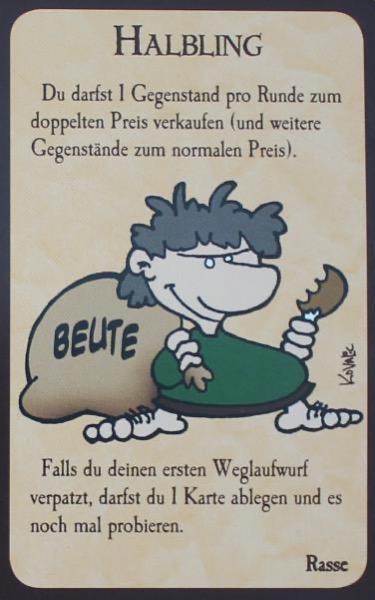 HALBLING
Du darfst 1 Gegenstand pro Runde zum
doppelten Preis verkaufen (und weitere
Gegenstände zum normalen Preis).
BEUTE
KOVALIC
Falls du deinen ersten Weglaufwurf
verpatzt, darfst du 1 Karte ablegen und es
noch mal probieren.
Rasse